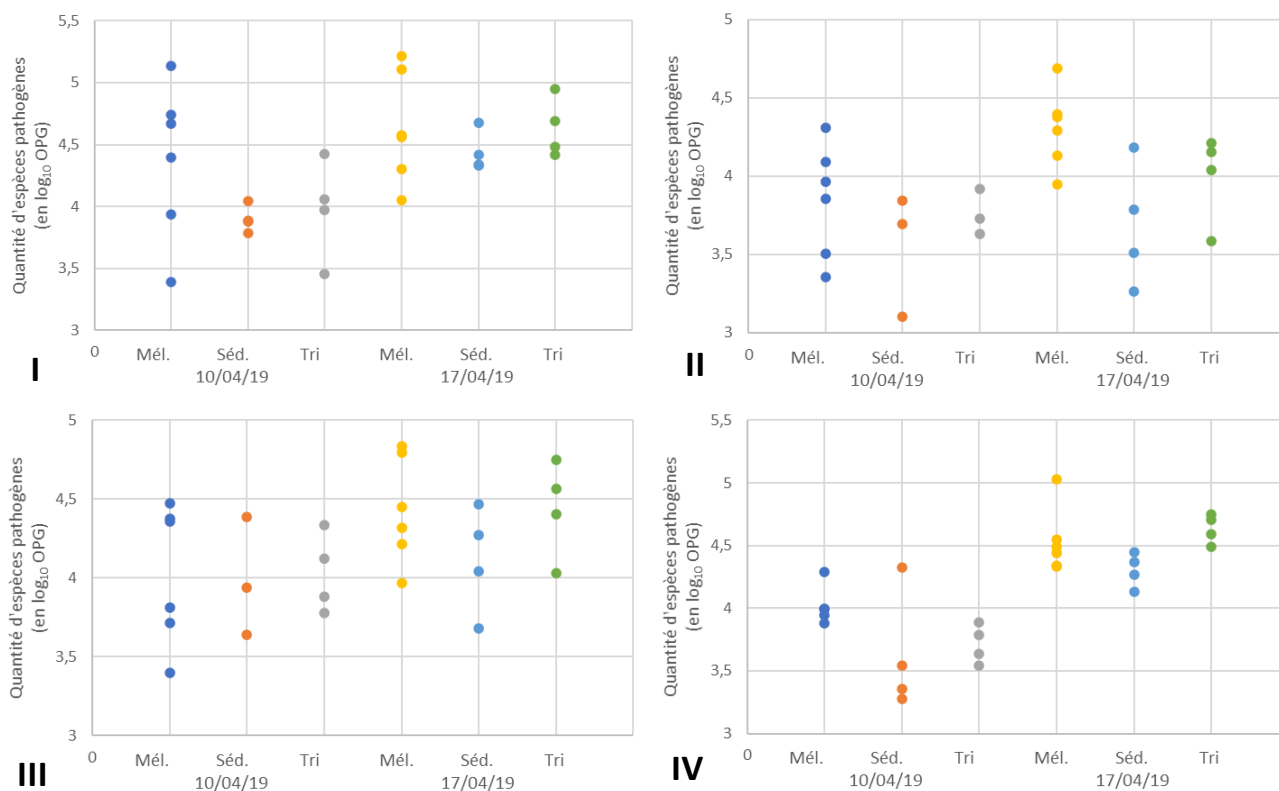 Quantité d'espèces pathogènes
(en log₁₀ OPG)
5,5
5
4,5
4
3,5
3
0
Mél.
Séd.
Tri
Mél.
Séd.
Tri
10/04/19
17/04/19
I
Quantité d'espèces pathogènes
(en log₁₀ OPG)
5
4,5
4
3,5
3
0
Mél.
Séd.
Tri
Mél.
Séd.
Tri
10/04/19
17/04/19
II
Quantité d'espèces pathogènes
(en log₁₀ OPG)
5
4,5
4
3,5
3
0
Mél.
Séd.
Tri
Mél.
Séd.
Tri
10/04/19
17/04/19
III
Quantité d'espèces pathogènes
(en log₁₀ OPG)
5,5
5
4,5
4
3,5
3
0
Mél.
Séd.
Tri
Mél.
Séd.
Tri
10/04/19
17/04/19
IV